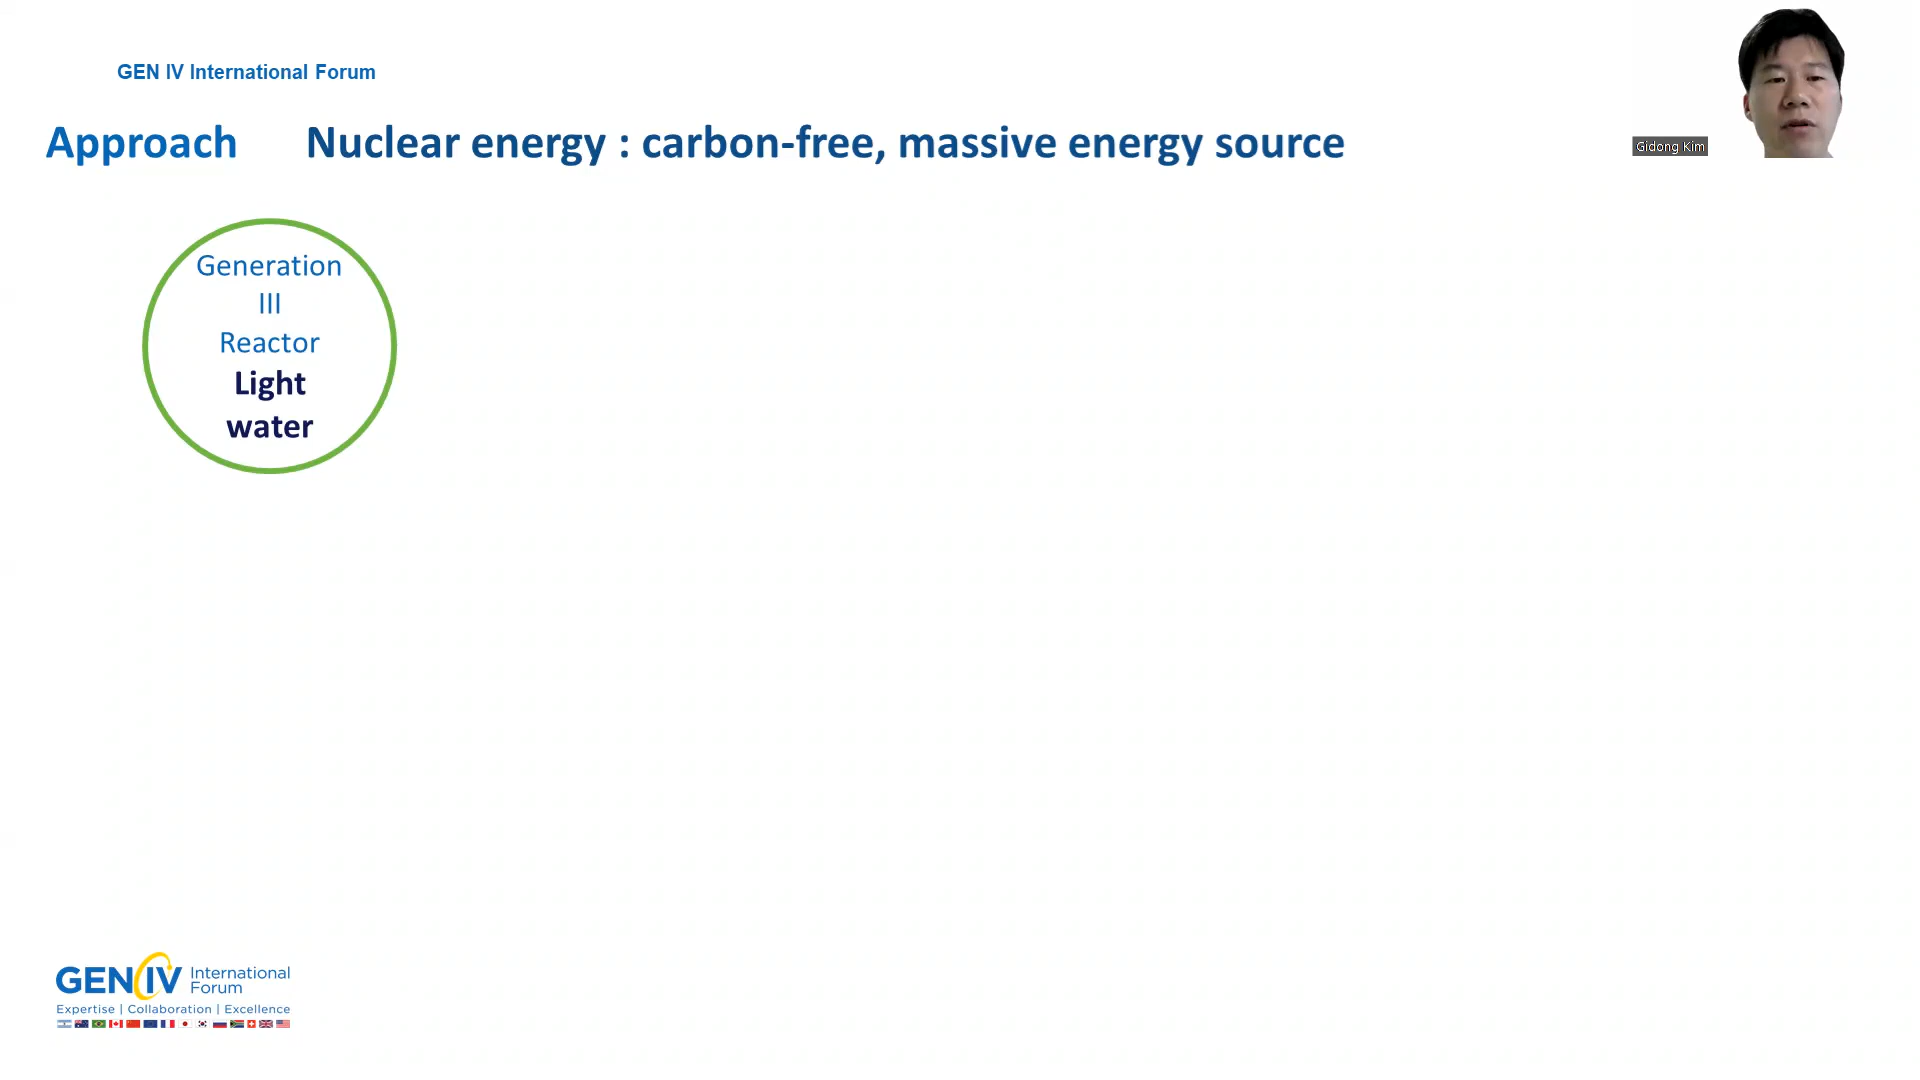 GEN IV International Forum
Approach Nuclear energy : carbon-free, massive energy source
Gidong Kim
Generation
III
Reactor
Light
water
GEN IV International
Forum
Expertise | Collaboration | Excellence